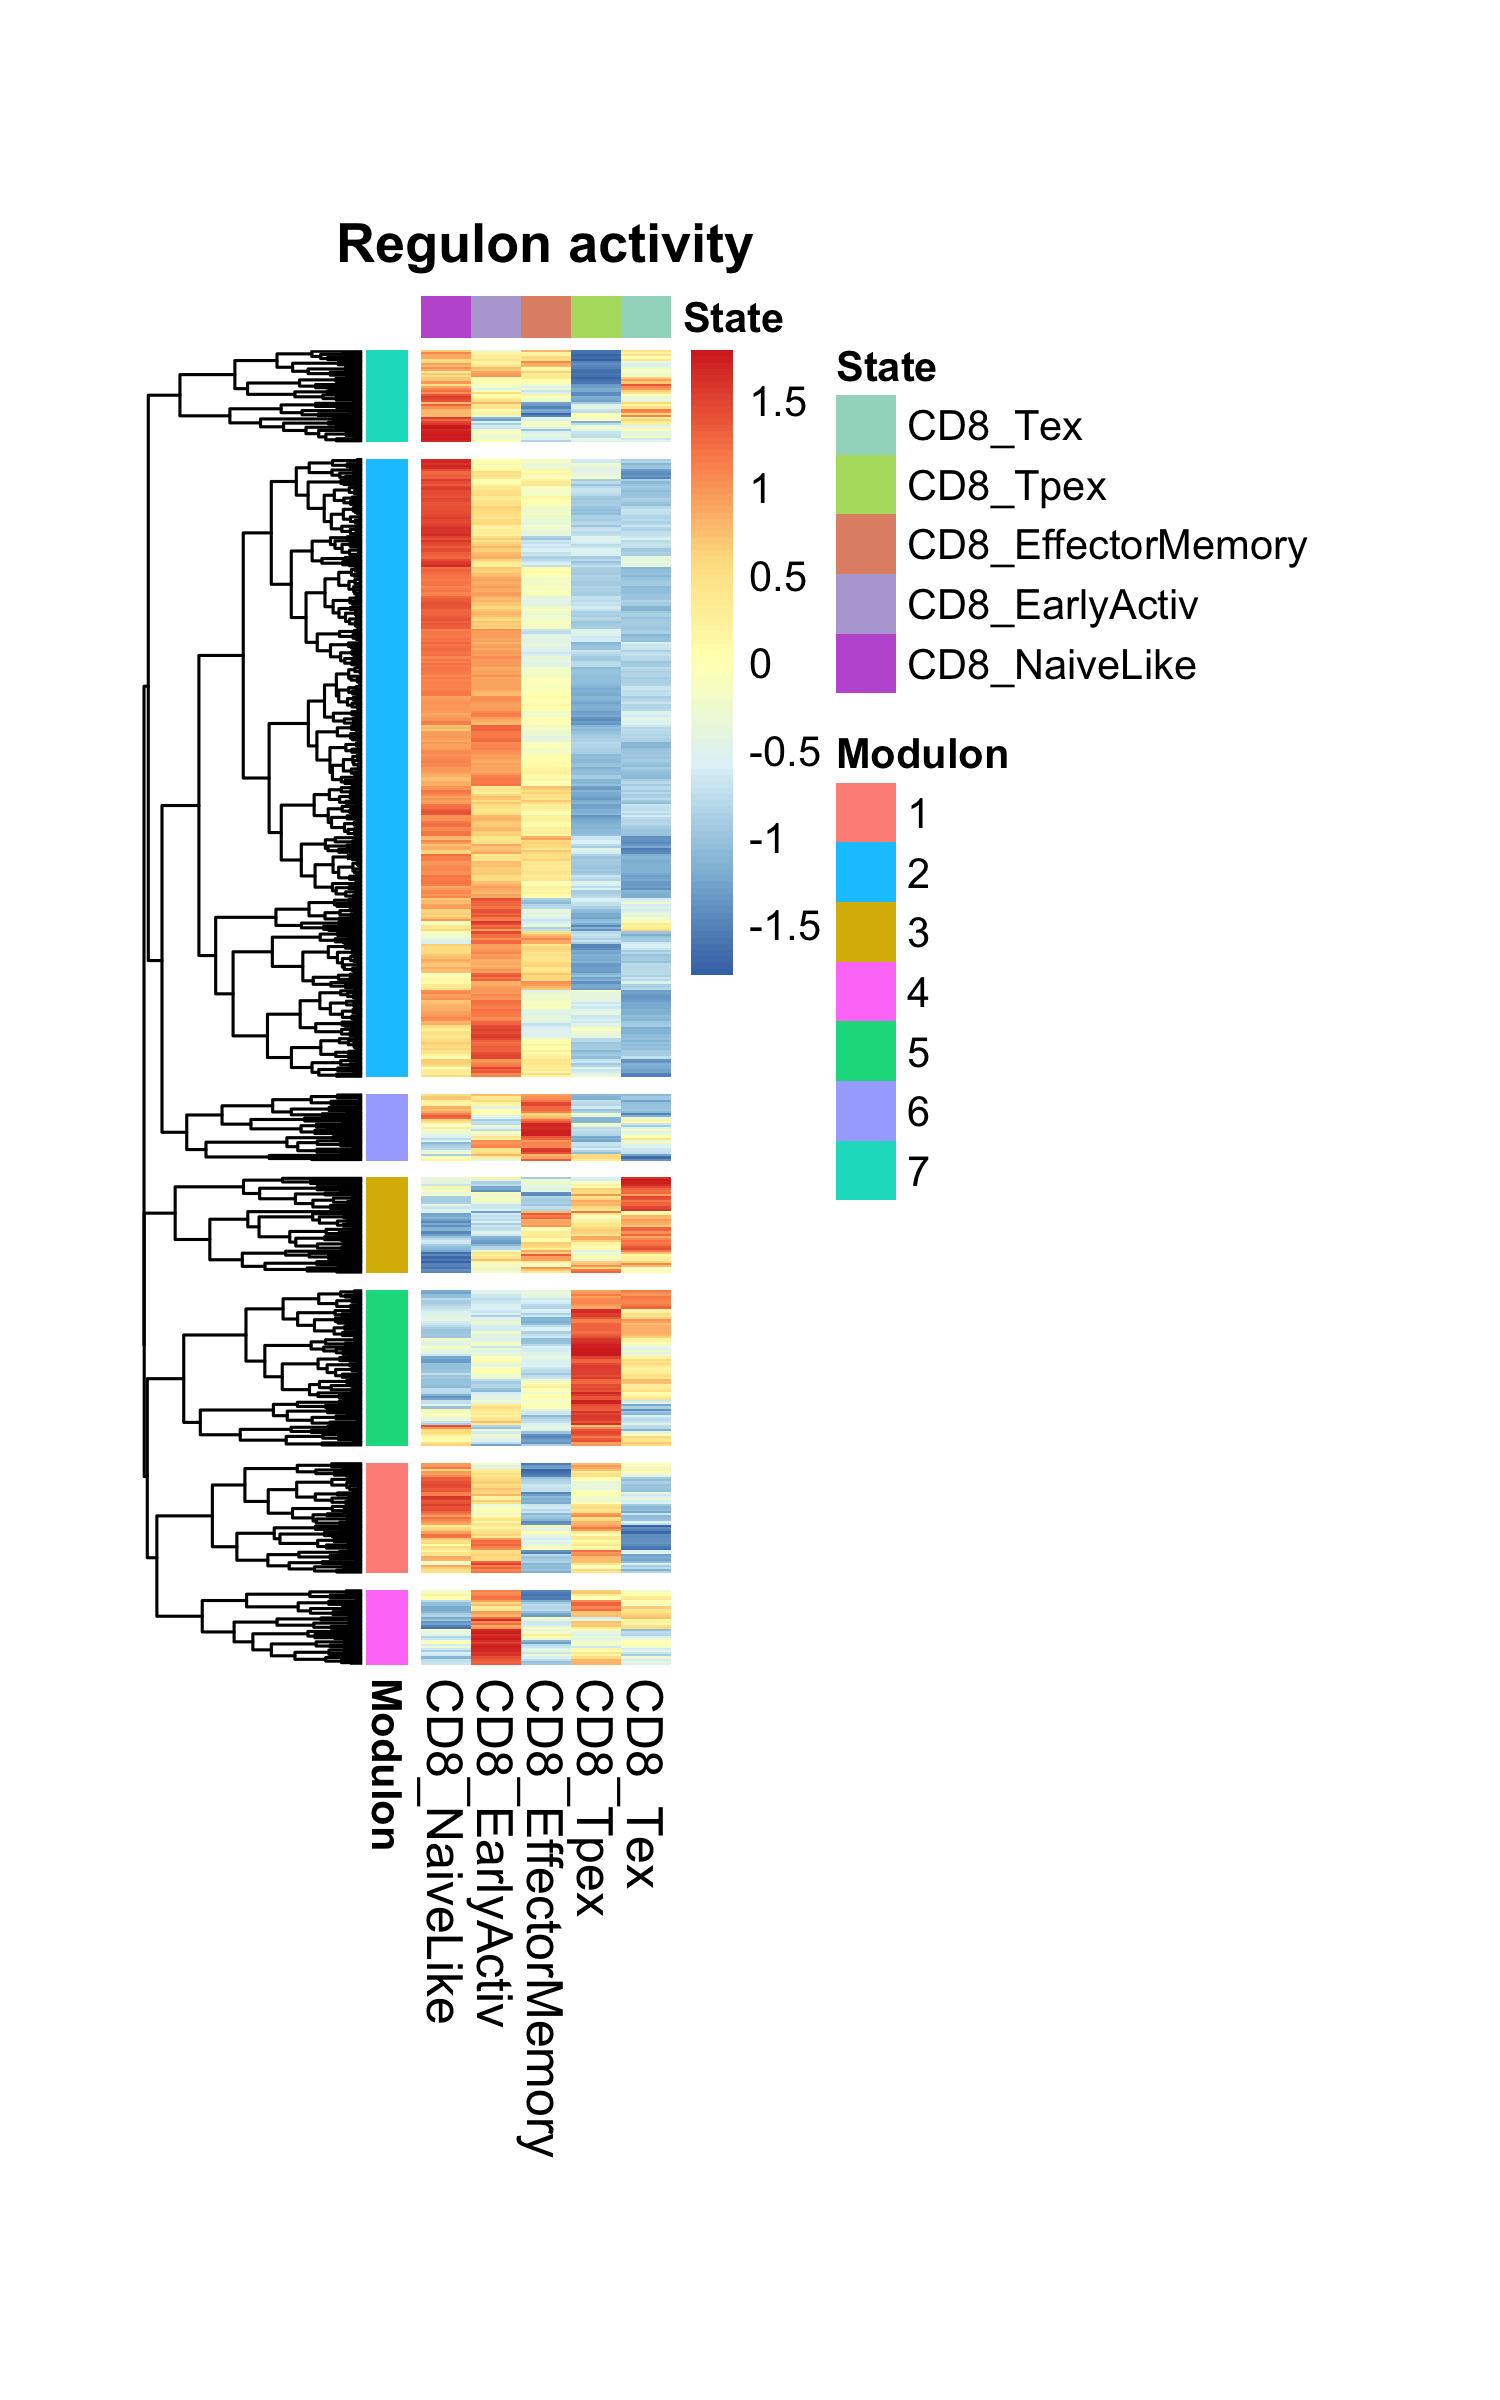 Regulon activity
State
1.5
1
0.5
0
-0.5
-1
-1.5
State
CD8_Tex
CD8_Tpex
CD8_EffectorMemory
CD8_EarlyActiv
CD8_NaiveLike
Modulon
1
2
3
4
5
6
7
Modulon
CD8_NaiveLike
CD8_EarlyActiv
CD8_EffectorMemory
CD8_Tpex
CD8_Tex